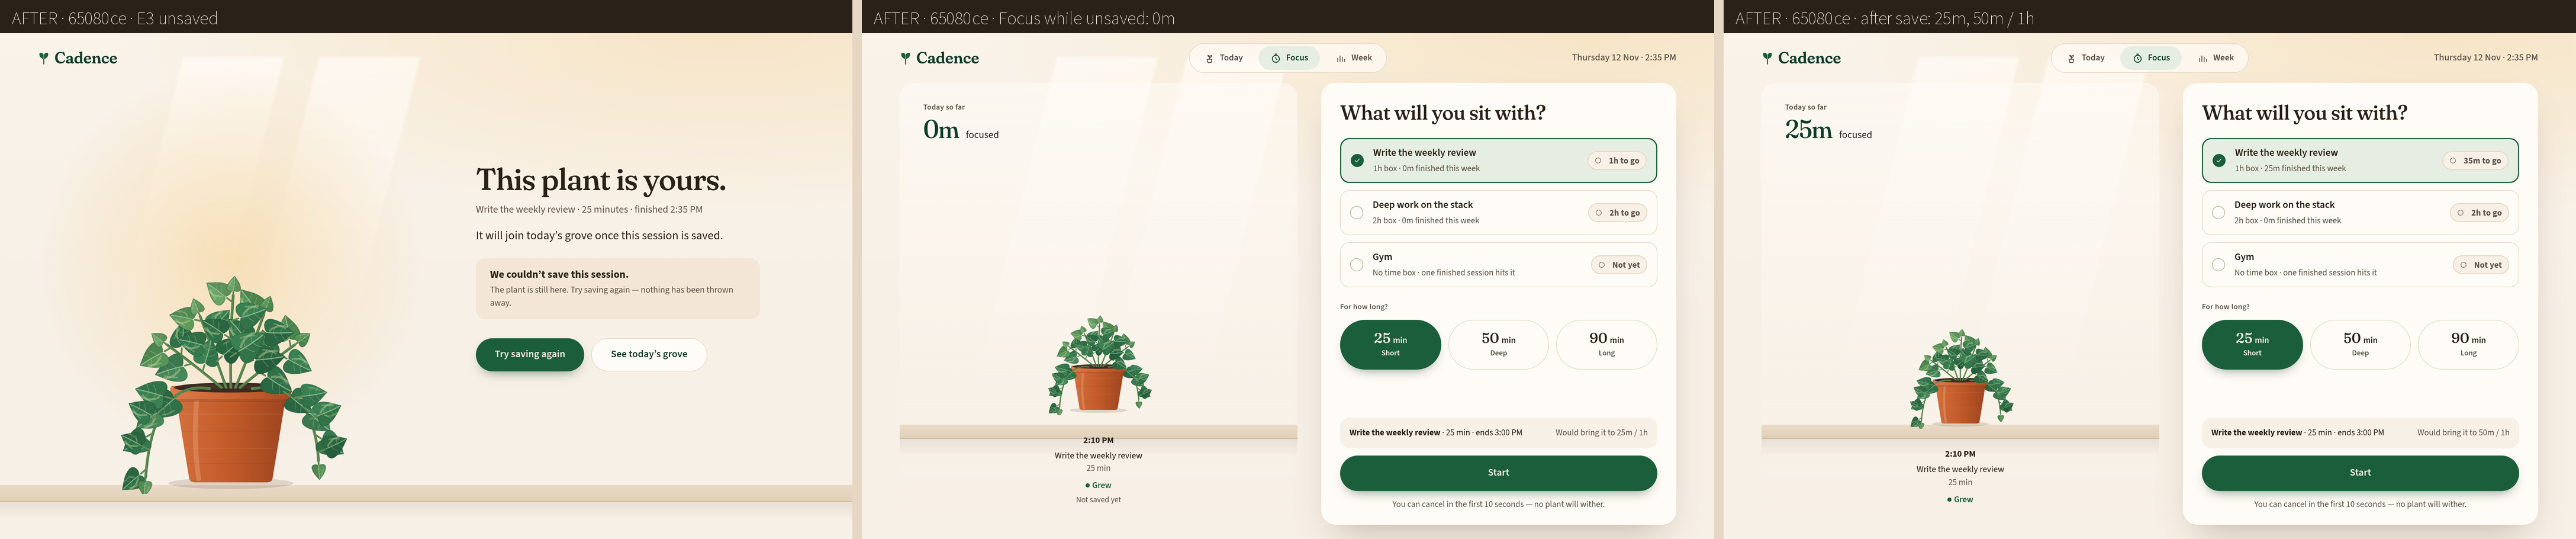 AFTER · 65080ce · E3 unsaved
Cadence
This plant is yours.
Write the weekly review · 25 minutes · finished 2:35 PM
It will join today’s grove once this session is saved.
We couldn’t save this session.
The plant is still here. Try saving again — nothing has been thrown
away.
Try saving again
See today’s grove
AFTER · 65080ce · Focus while unsaved: 0m
Cadence
Today
Focus
Week
Thursday 12 Nov · 2:35 PM
Today so far
0m focused
2:10 PM
Write the weekly review
25 min
Grew
Not saved yet
What will you sit with?
Write the weekly review
1h box · 0m finished this week
1h to go
Deep work on the stack
2h box · 0m finished this week
2h to go
Gym
No time box · one finished session hits it
Not yet
For how long?
25 min
Short
50 min
Deep
90 min
Long
Write the weekly review · 25 min · ends 3:00 PM
Would bring it to 25m / 1h
Start
You can cancel in the first 10 seconds — no plant will wither.
AFTER · 65080ce · after save: 25m, 50m / 1h
Cadence
Today
Focus
Week
Thursday 12 Nov · 2:35 PM
Today so far
25m focused
2:10 PM
Write the weekly review
25 min
Grew
What will you sit with?
Write the weekly review
1h box · 25m finished this week
35m to go
Deep work on the stack
2h box · 0m finished this week
2h to go
Gym
No time box · one finished session hits it
Not yet
For how long?
25 min
Short
50 min
Deep
90 min
Long
Write the weekly review · 25 min · ends 3:00 PM
Would bring it to 50m / 1h
Start
You can cancel in the first 10 seconds — no plant will wither.